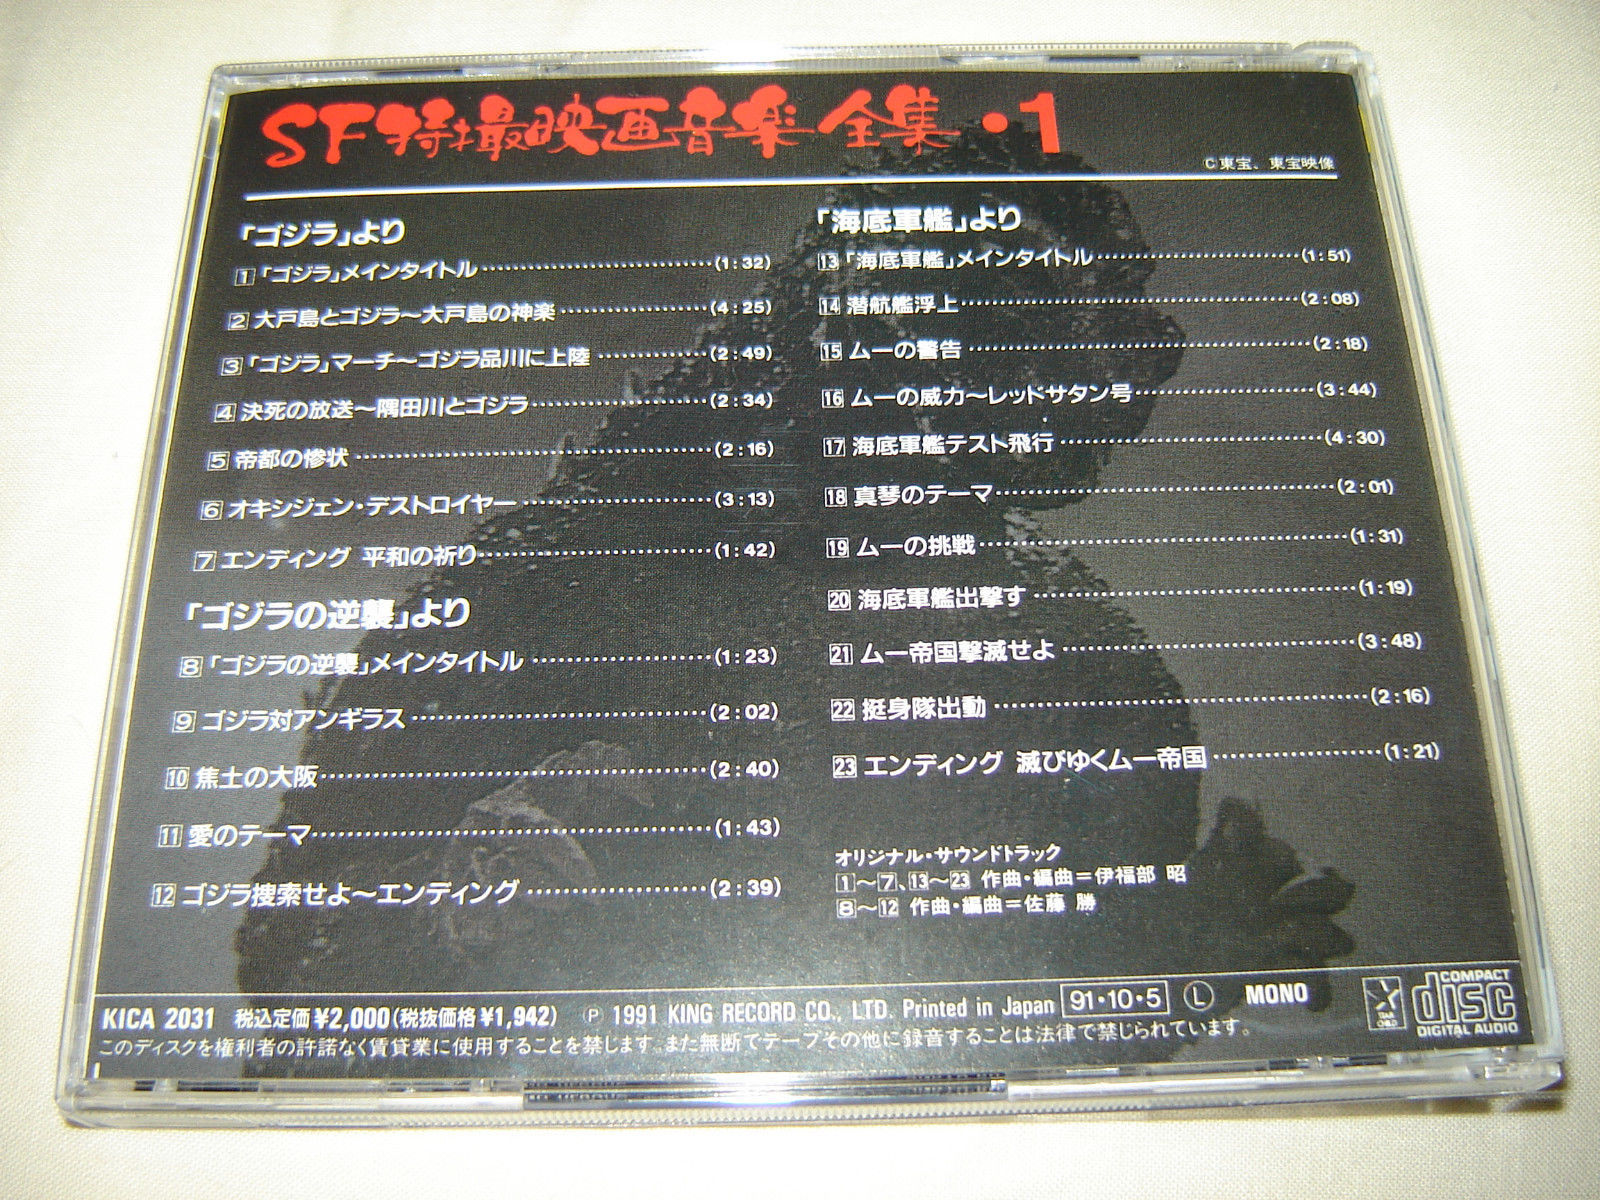 SF特撮映画音楽全集・1
©東宝、東宝映像
「ゴジラ」より
1 「ゴジラ」メインタイトル (1:32)
2 大戸島とゴジラ〜大戸島の神楽 (4:25)
3 「ゴジラ」マーチ〜ゴジラ品川に上陸 (2:49)
4 決死の放送〜隅田川とゴジラ (2:34)
5 帝都の惨状 (2:16)
6 オキシジェン・デストロイヤー (3:13)
7 エンディング 平和の祈り (1:42)
「ゴジラの逆襲」より
8 「ゴジラの逆襲」メインタイトル (1:23)
9 ゴジラ対アンギラス (2:02)
10 焦土の大阪 (2:40)
11 愛のテーマ (1:43)
12 ゴジラ捜索せよ〜エンディング (2:39)
「海底軍艦」より
13 「海底軍艦」メインタイトル (1:51)
14 潜航艦浮上 (2:08)
15 ムーの警告 (2:18)
16 ムーの威力〜レッドサタン号 (3:44)
17 海底軍艦テスト飛行 (4:30)
18 真琴のテーマ (2:01)
19 ムーの挑戦 (1:31)
20 海底軍艦出撃す (1:19)
21 ムー帝国撃滅せよ (3:48)
22 挺身隊出動 (2:16)
23 エンディング 滅びゆくムー帝国 (1:21)
オリジナル・サウンドトラック
1〜7、13〜23 作曲・編曲=伊福部 昭
8〜12 作曲・編曲=佐藤 勝
KICA 2031 税込定価¥2,000(税抜価格¥1,942) ℗ 1991 KING RECORD CO., LTD. Printed in Japan 91・10・5 Ⓛ MONO
COMPACT disc DIGITAL AUDIO
このディスクを権利者の許諾なく賃貸業に使用することを禁じます。また無断でテープその他に録音することは法律で禁じられています。